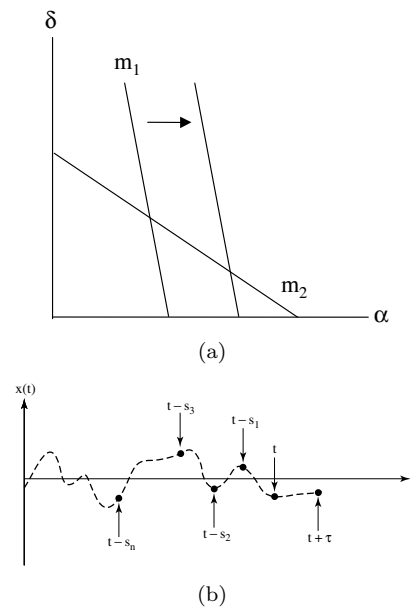 δ
m₁
m₂
α
(a)
x(t)
t – s₃
t – s₁
t
t – sₙ
t – s₂
t + τ
(b)